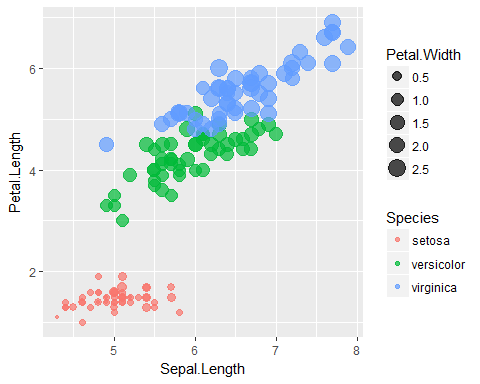 Petal.Length
6
4
2
5
6
7
8
Sepal.Length
Petal.Width
0.5
1.0
1.5
2.0
2.5
Species
setosa
versicolor
virginica